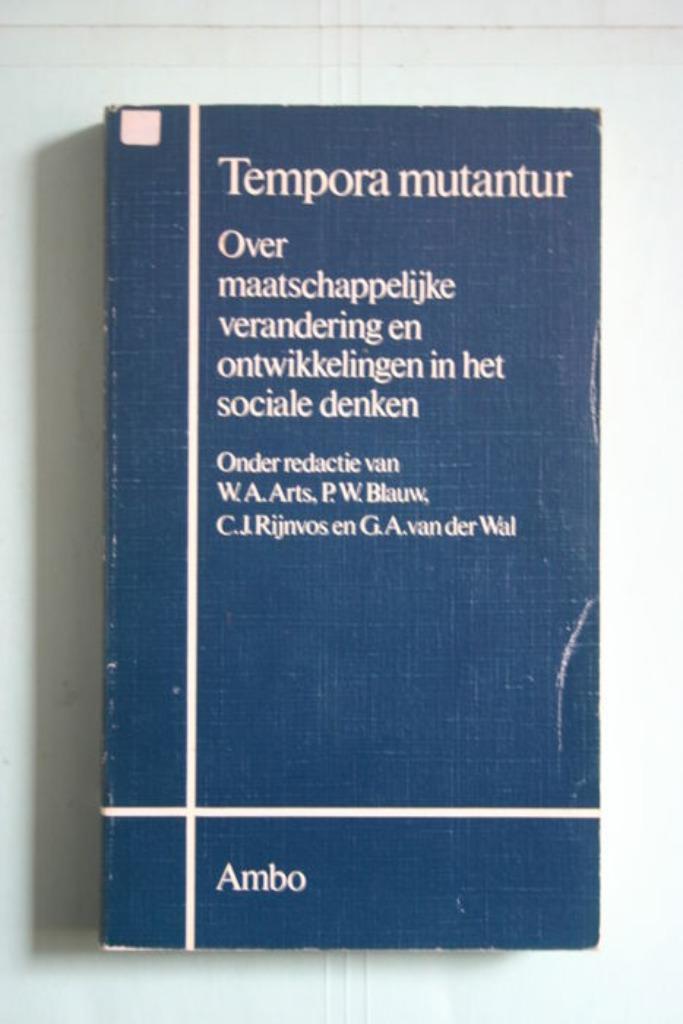 Tempora mutantur
Over
maatschappelijke
verandering en
ontwikkelingen in het
sociale denken
Onder redactie van
W.A. Arts, P.W. Blauw,
C.J. Rijnvos en G.A. van der Wal
Ambo